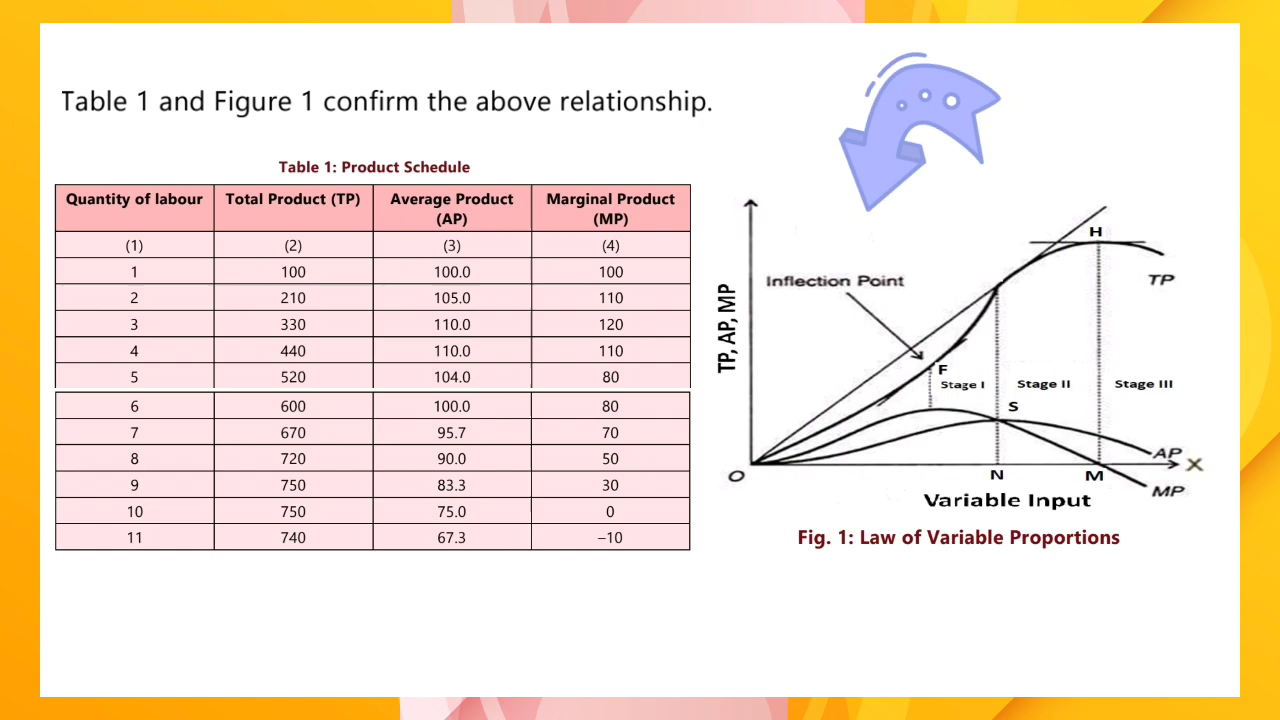 Table 1 and Figure 1 confirm the above relationship.
Table 1: Product Schedule
Quantity of labour Total Product (TP) Average Product (AP) Marginal Product (MP)
(1) (2) (3) (4)
1 100 100.0 100
2 210 105.0 110
3 330 110.0 120
4 440 110.0 110
5 520 104.0 80
6 600 100.0 80
7 670 95.7 70
8 720 90.0 50
9 750 83.3 30
10 750 75.0 0
11 740 67.3 –10
TP, AP, MP
H
Inflection Point
TP
F
Stage I Stage II Stage III
S
AP
X
O
N
M
MP
Variable Input
Fig. 1: Law of Variable Proportions